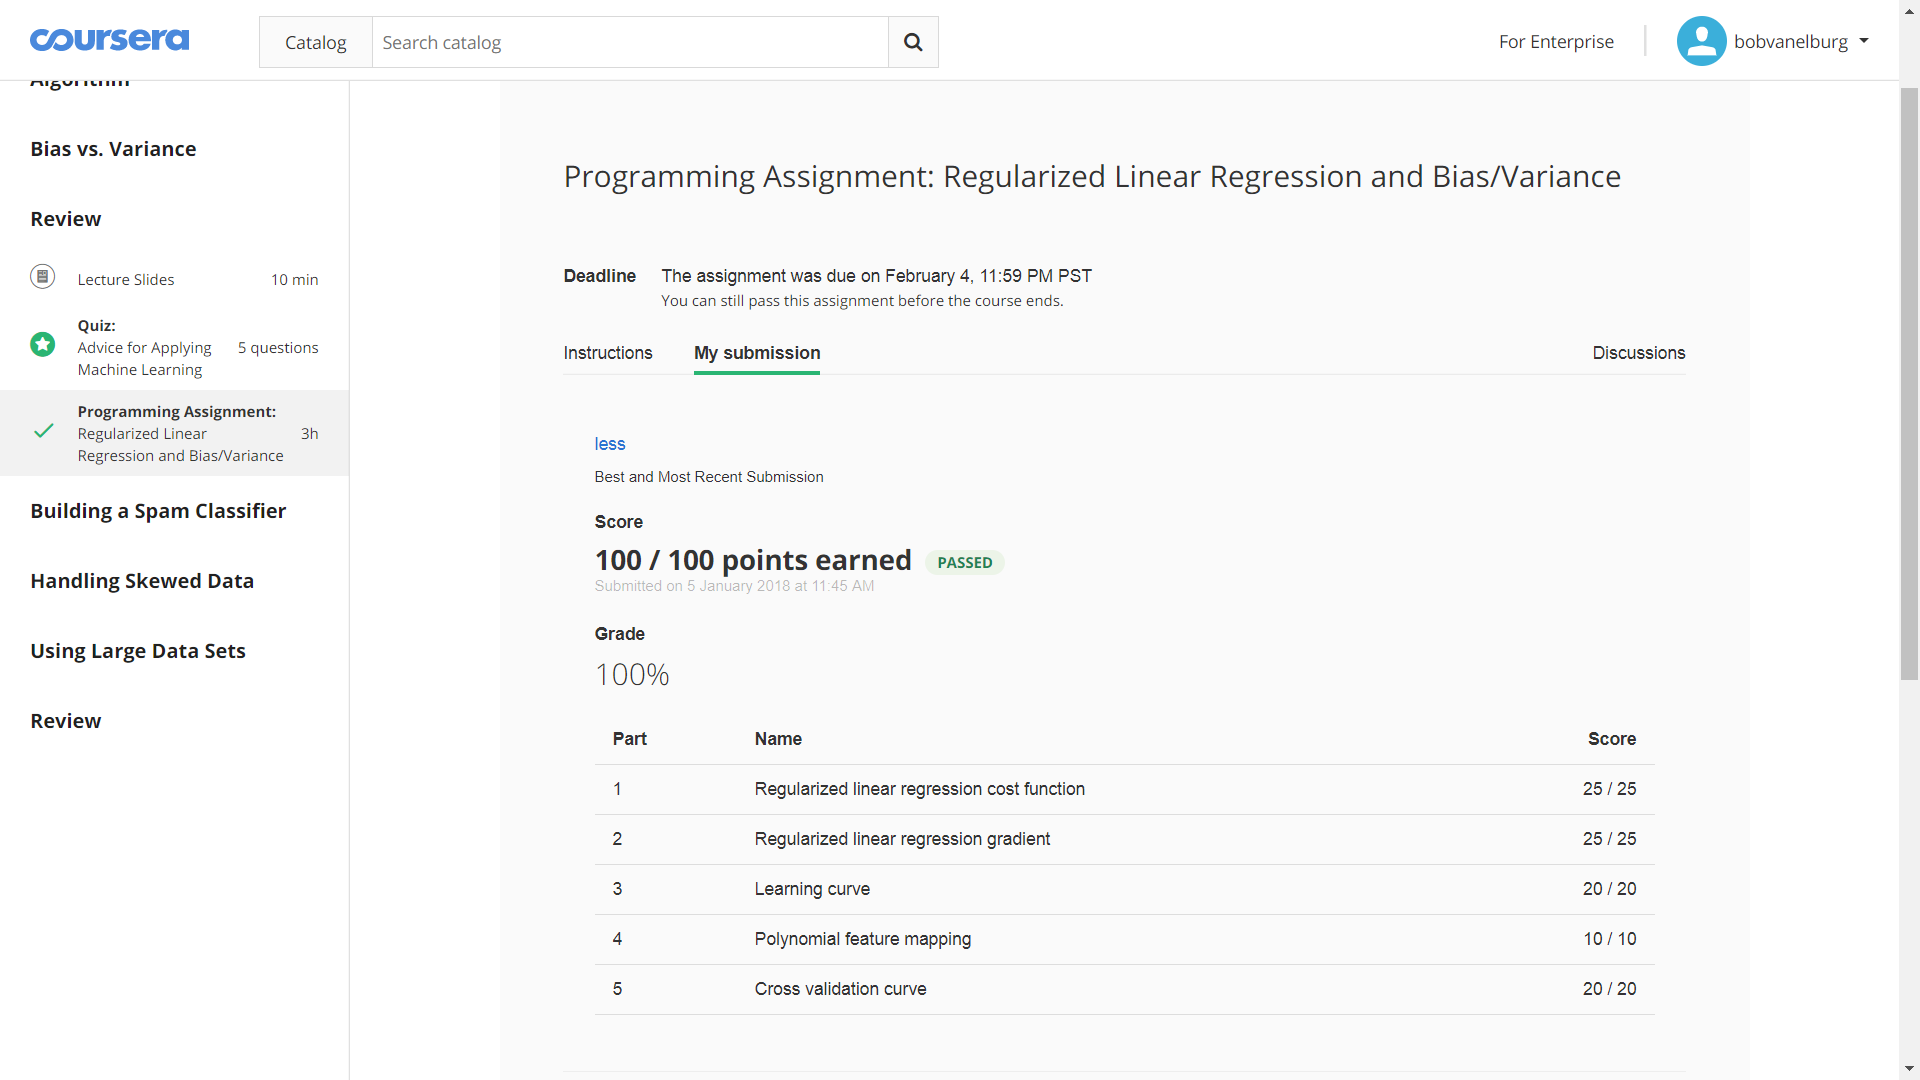 coursera
Catalog
Search catalog
For Enterprise
bobvanelburg
Algorithm
Bias vs. Variance
Review
Lecture Slides
10 min
Quiz:
Advice for Applying
Machine Learning
5 questions
Programming Assignment:
Regularized Linear
Regression and Bias/Variance
3h
Building a Spam Classifier
Handling Skewed Data
Using Large Data Sets
Review
Programming Assignment: Regularized Linear Regression and Bias/Variance
Deadline The assignment was due on February 4, 11:59 PM PST
You can still pass this assignment before the course ends.
Instructions My submission Discussions
less
Best and Most Recent Submission
Score
100 / 100 points earned PASSED
Submitted on 5 January 2018 at 11:45 AM
Grade
100%
Part Name Score
1 Regularized linear regression cost function 25 / 25
2 Regularized linear regression gradient 25 / 25
3 Learning curve 20 / 20
4 Polynomial feature mapping 10 / 10
5 Cross validation curve 20 / 20